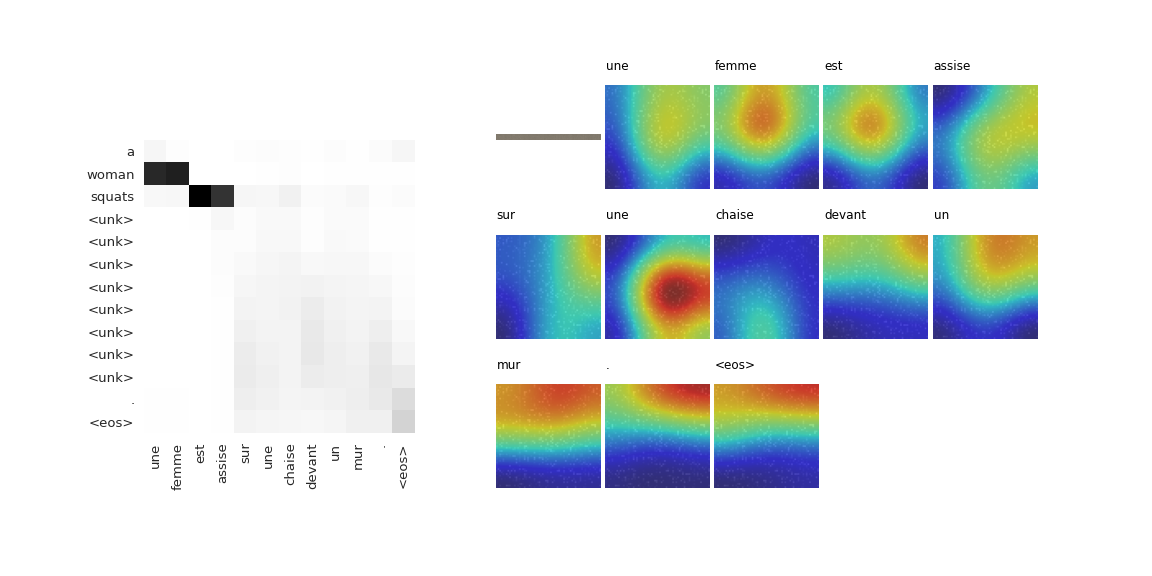 a
woman
squats
<unk>
<unk>
<unk>
<unk>
<unk>
<unk>
<unk>
<unk>
.
<eos>
une
femme
est
assise
sur
une
chaise
devant
un
mur
.
<eos>
une femme est assise
sur une chaise devant un
mur . <eos>